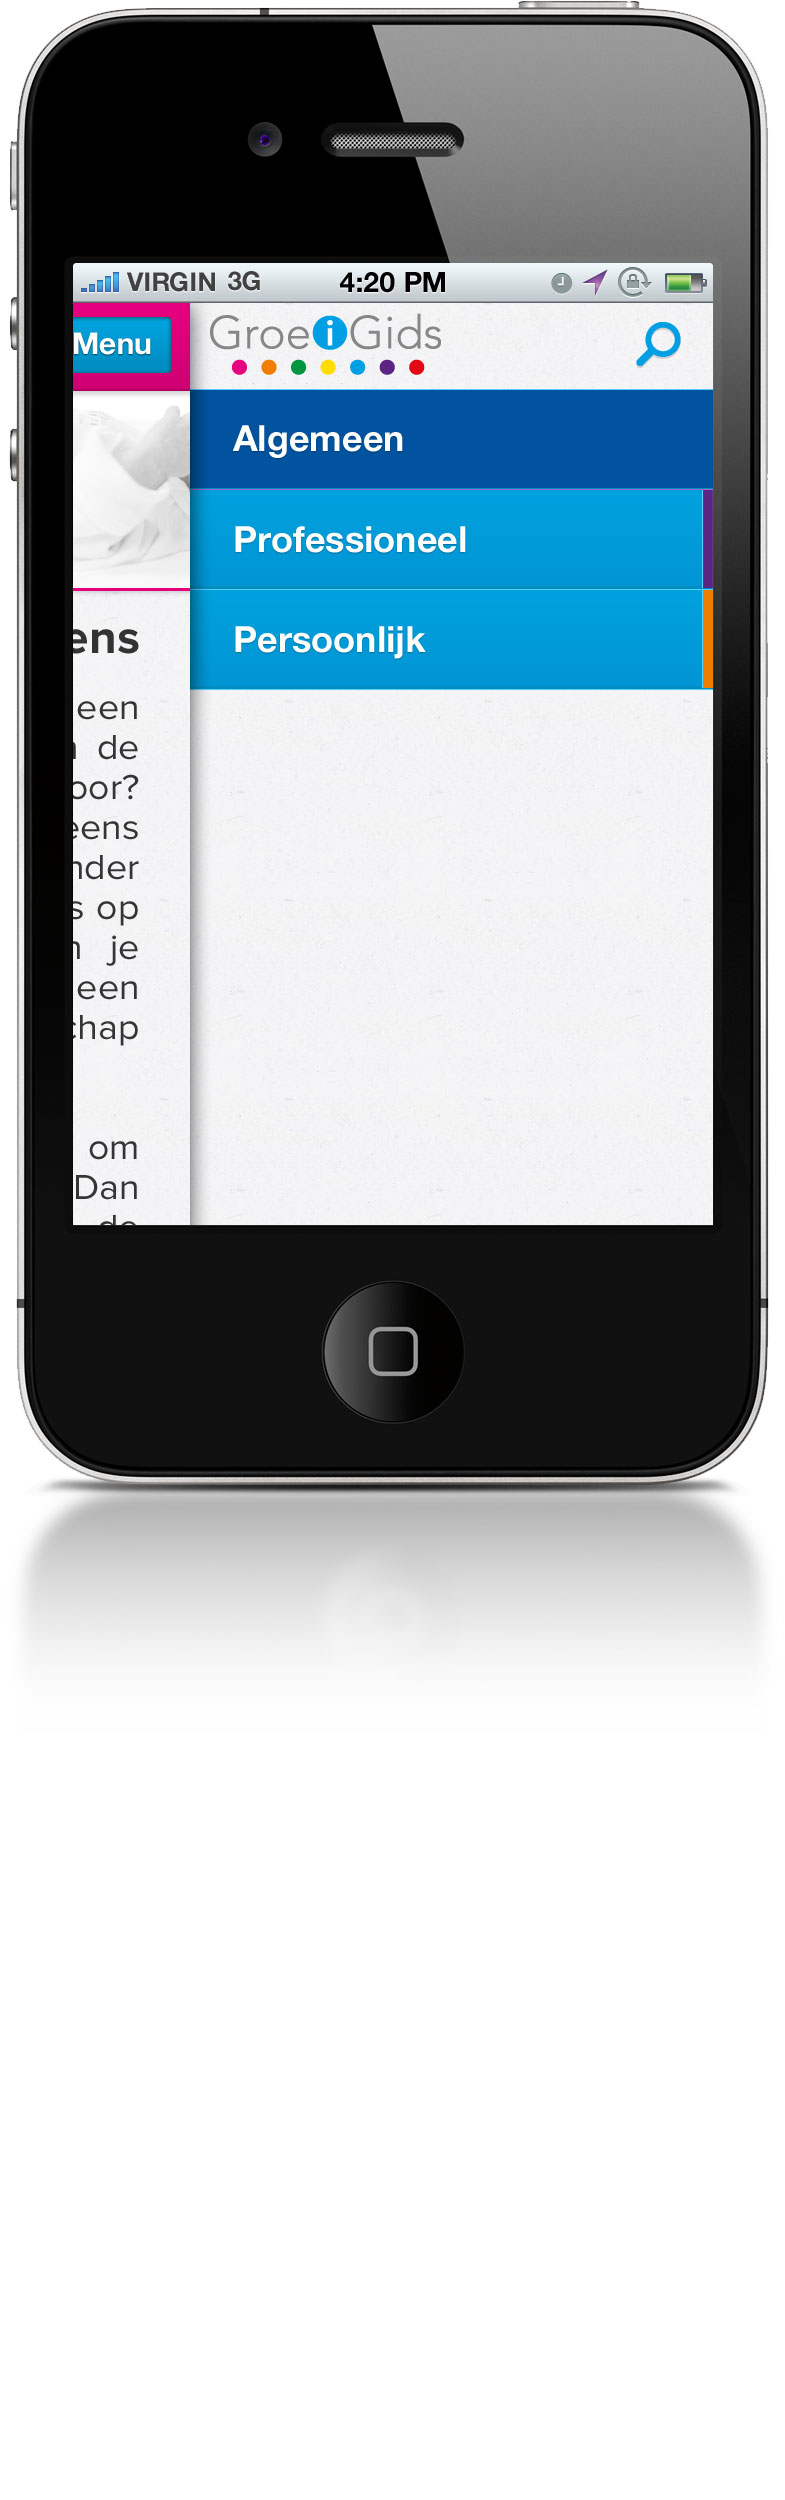 VIRGIN 3G 4:20 PM
Menu
GroeiGids
Algemeen
Professioneel
Persoonlijk
ens
een
de
oor?
eens
nder
s op
je
een
chap
om
Dan
de